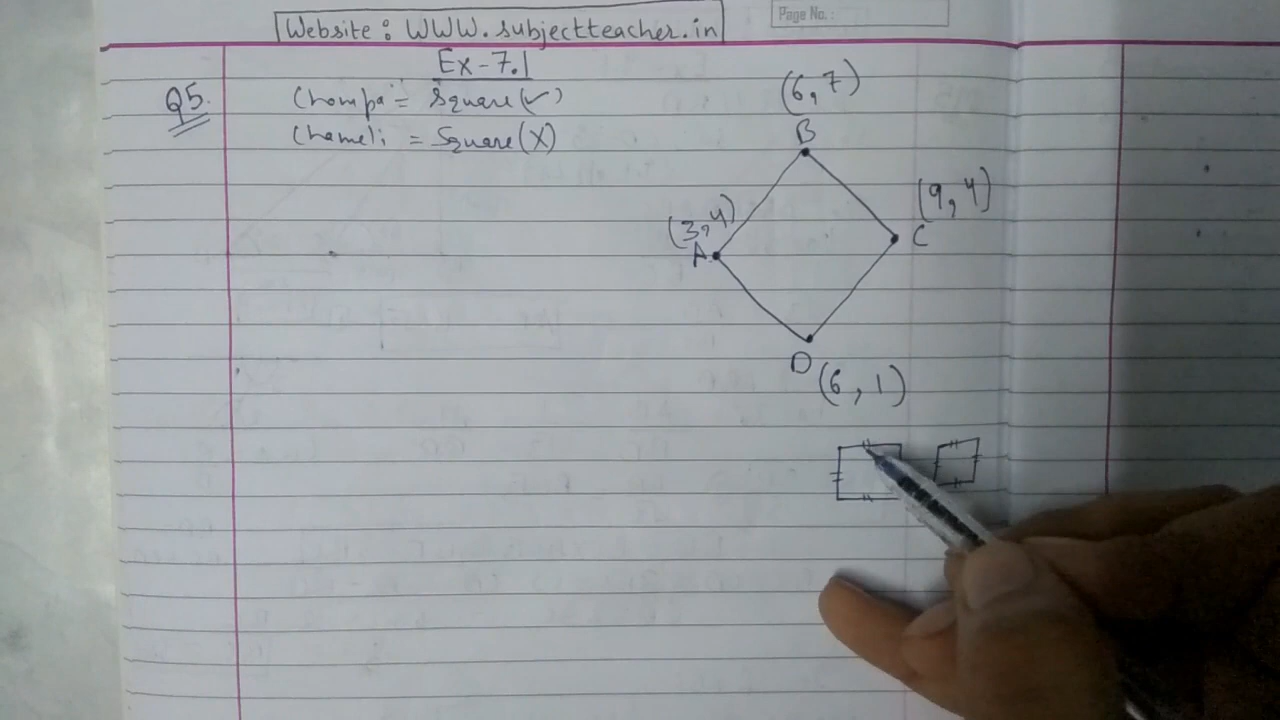 Website : WWW.subjectteacher.in
Page No. :
Ex-7.1
Q5.
Champa = Square(✓)
Chameli = Square(X)
(6, 7)
B
(9, 4)
C
(3, 4)
A
D
(6, 1)